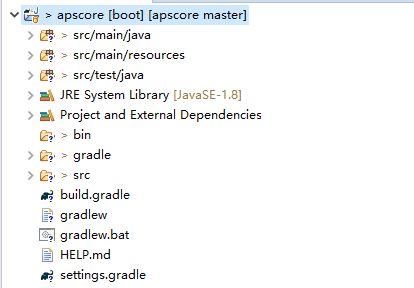 > apscore [boot] [apscore master]
> src/main/java
> src/main/resources
> src/test/java
JRE System Library [JavaSE-1.8]
Project and External Dependencies
> bin
> gradle
> src
build.gradle
gradlew
gradlew.bat
HELP.md
settings.gradle